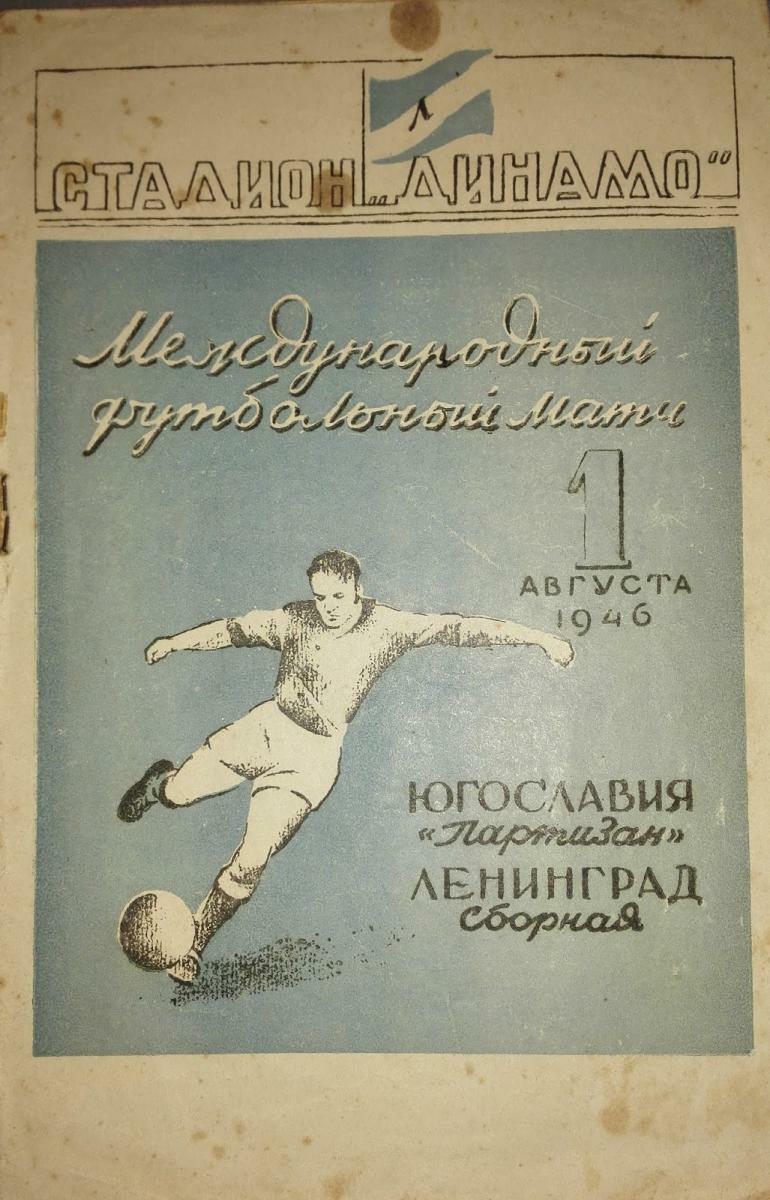 Л
СТАДИОН „ДИНАМО“
Международный
футбольный матч
1
АВГУСТА
1946
ЮГОСЛАВИЯ
«Партизан»
ЛЕНИНГРАД
сборная